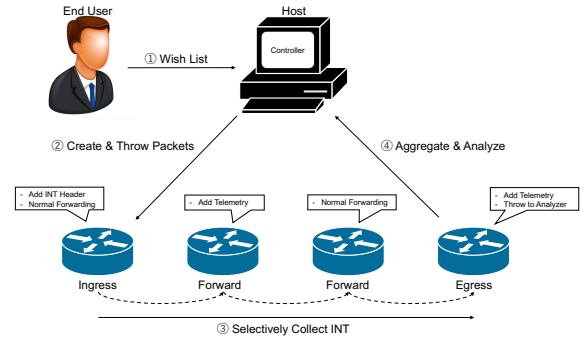 End User
Host
Controller
① Wish List
② Create & Throw Packets
④ Aggregate & Analyze
- Add INT Header
- Normal Forwarding
- Add Telemetry
- Normal Forwarding
- Add Telemetry
- Throw to Analyzer
Ingress
Forward
Forward
Egress
③ Selectively Collect INT